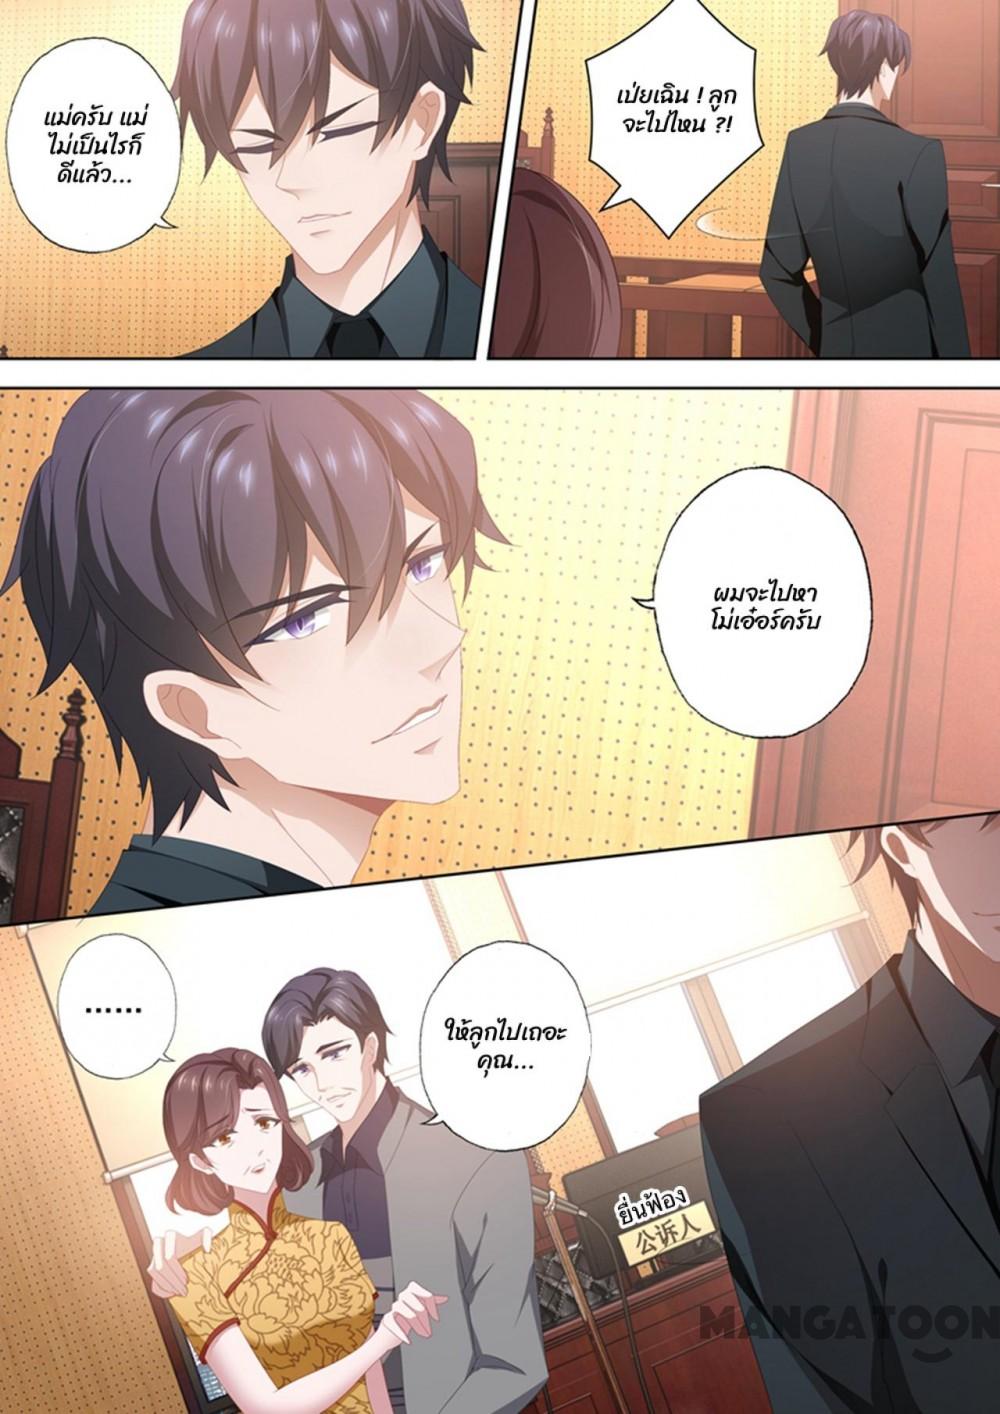 แม่ครับ แม่
ไม่เป็นไรก็
ดีแล้ว...
เป่ยเฉิน ! ลูก
จะไปไหน ?!
ผมจะไปหา
โม่เอ๋อร์ครับ
......
ให้ลูกไปเถอะ
คุณ...
ยื่นฟ้อง
公诉人
MANGATOON